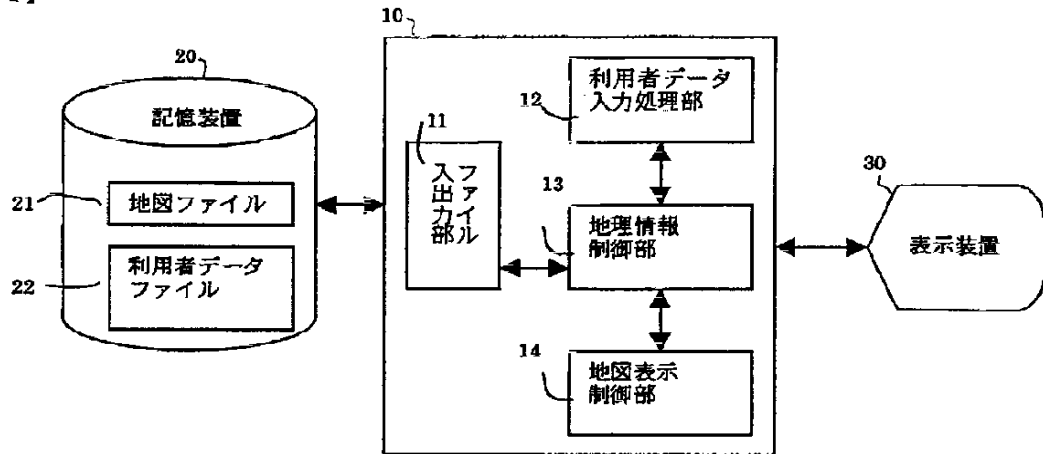 10
20
記憶装置
21
地図ファイル
22
利用者データ
ファイル
11
ファイル
入出力部
12
利用者データ
入力処理部
13
地理情報
制御部
14
地図表示
制御部
30
表示装置